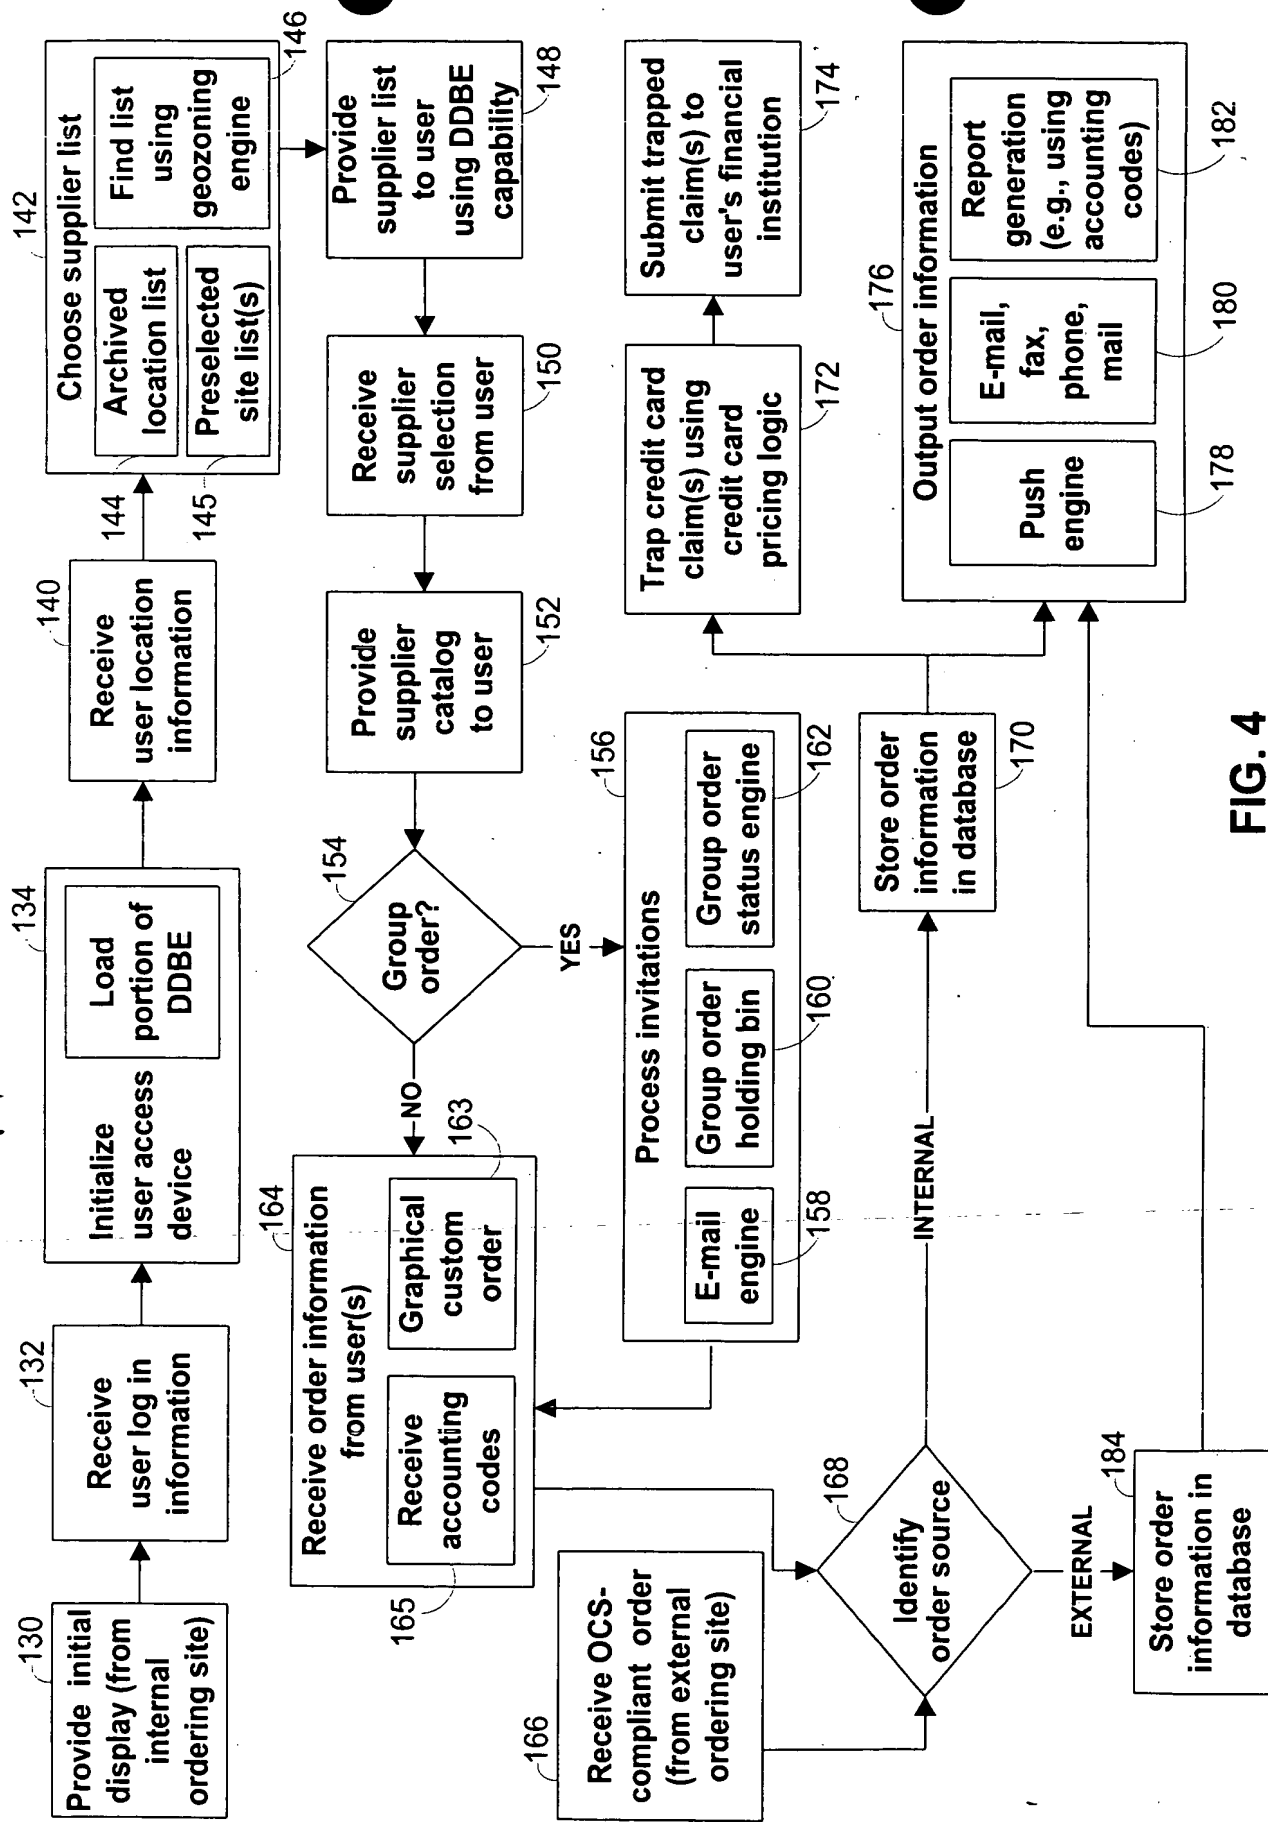 130
Provide initial
display (from
internal
ordering site)
132
Receive
user log in
information
134
Initialize
user access
device
Load
portion of
DDBE
140
Receive
user location
information
142
Choose supplier list
144
Archived
location list
145
Preselected
site list(s)
146
Find list
using
geozoning
engine
148
Provide
supplier list
to user
using DDBE
capability
150
Receive
supplier
selection
from user
152
Provide
supplier
catalog
to user
154
Group
order?
NO
YES
164
Receive order information
from user(s)
165
Receive
accounting
codes
163
Graphical
custom
order
156
Process invitations
E-mail
engine
158
Group order
holding bin
160
Group order
status engine
162
166
Receive OCS-
compliant order
(from external
ordering site)
168
Identify
order source
INTERNAL
EXTERNAL
170
Store order
information
in database
172
Trap credit card
claim(s) using
credit card
pricing logic
174
Submit trapped
claim(s) to
user's financial
institution
176
Output order information
Push
engine
178
E-mail,
fax,
phone,
mail
180
Report
generation
(e.g., using
accounting
codes)
182
184
Store order
information in
database
FIG. 4